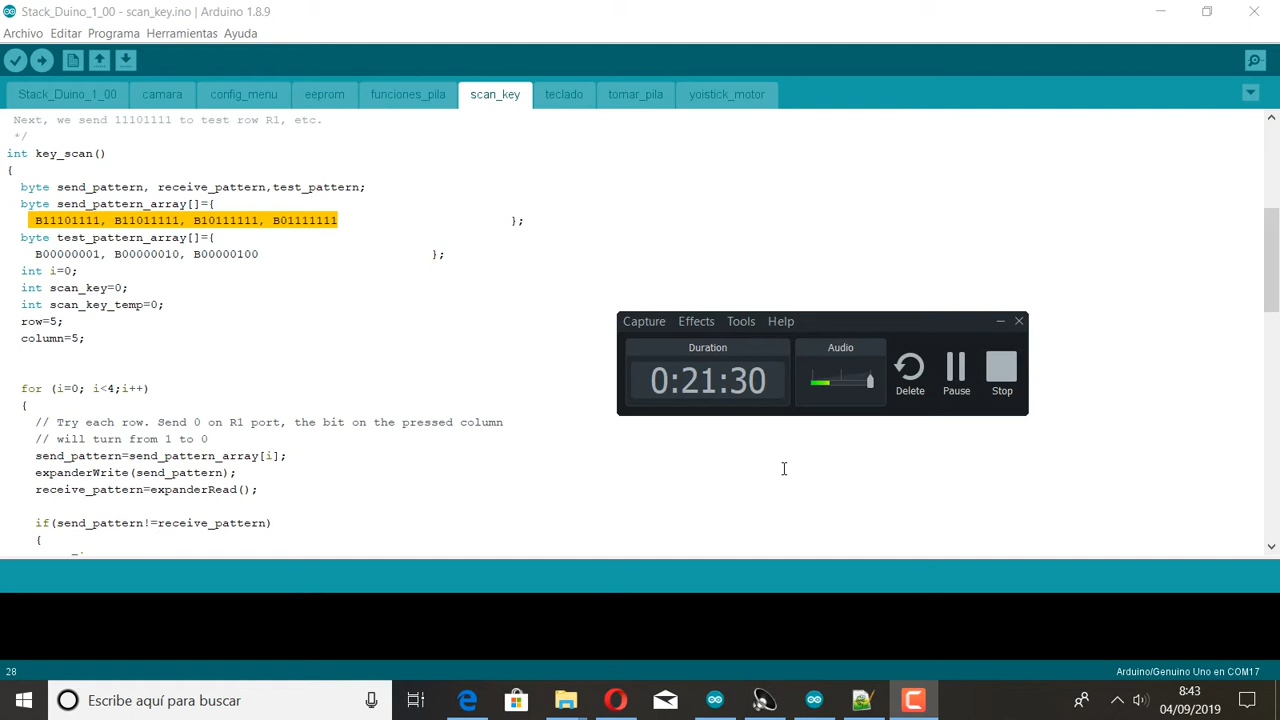 Stack_Duino_1_00 - scan_key.ino | Arduino 1.8.9
Archivo Editar Programa Herramientas Ayuda
Stack_Duino_1_00 camara config_menu eeprom funciones_pila scan_key teclado tomar_pila yoistick_motor
Next, we send 11101111 to test row R1, etc.
*/
int key_scan()
{
byte send_pattern, receive_pattern,test_pattern;
byte send_pattern_array[]={
B11101111, B11011111, B10111111, B01111111 };
byte test_pattern_array[]={
B00000001, B00000010, B00000100 };
int i=0;
int scan_key=0;
int scan_key_temp=0;
row=5;
column=5;
for (i=0; i<4;i++)
{
// Try each row. Send 0 on R1 port, the bit on the pressed column
// will turn from 1 to 0
send_pattern=send_pattern_array[i];
expanderWrite(send_pattern);
receive_pattern=expanderRead();
if(send_pattern!=receive_pattern)
{
Capture Effects Tools Help
Duration Audio
0:21:30
Delete Pause Stop
28 Arduino/Genuino Uno en COM17
Escribe aquí para buscar
8:43
04/09/2019